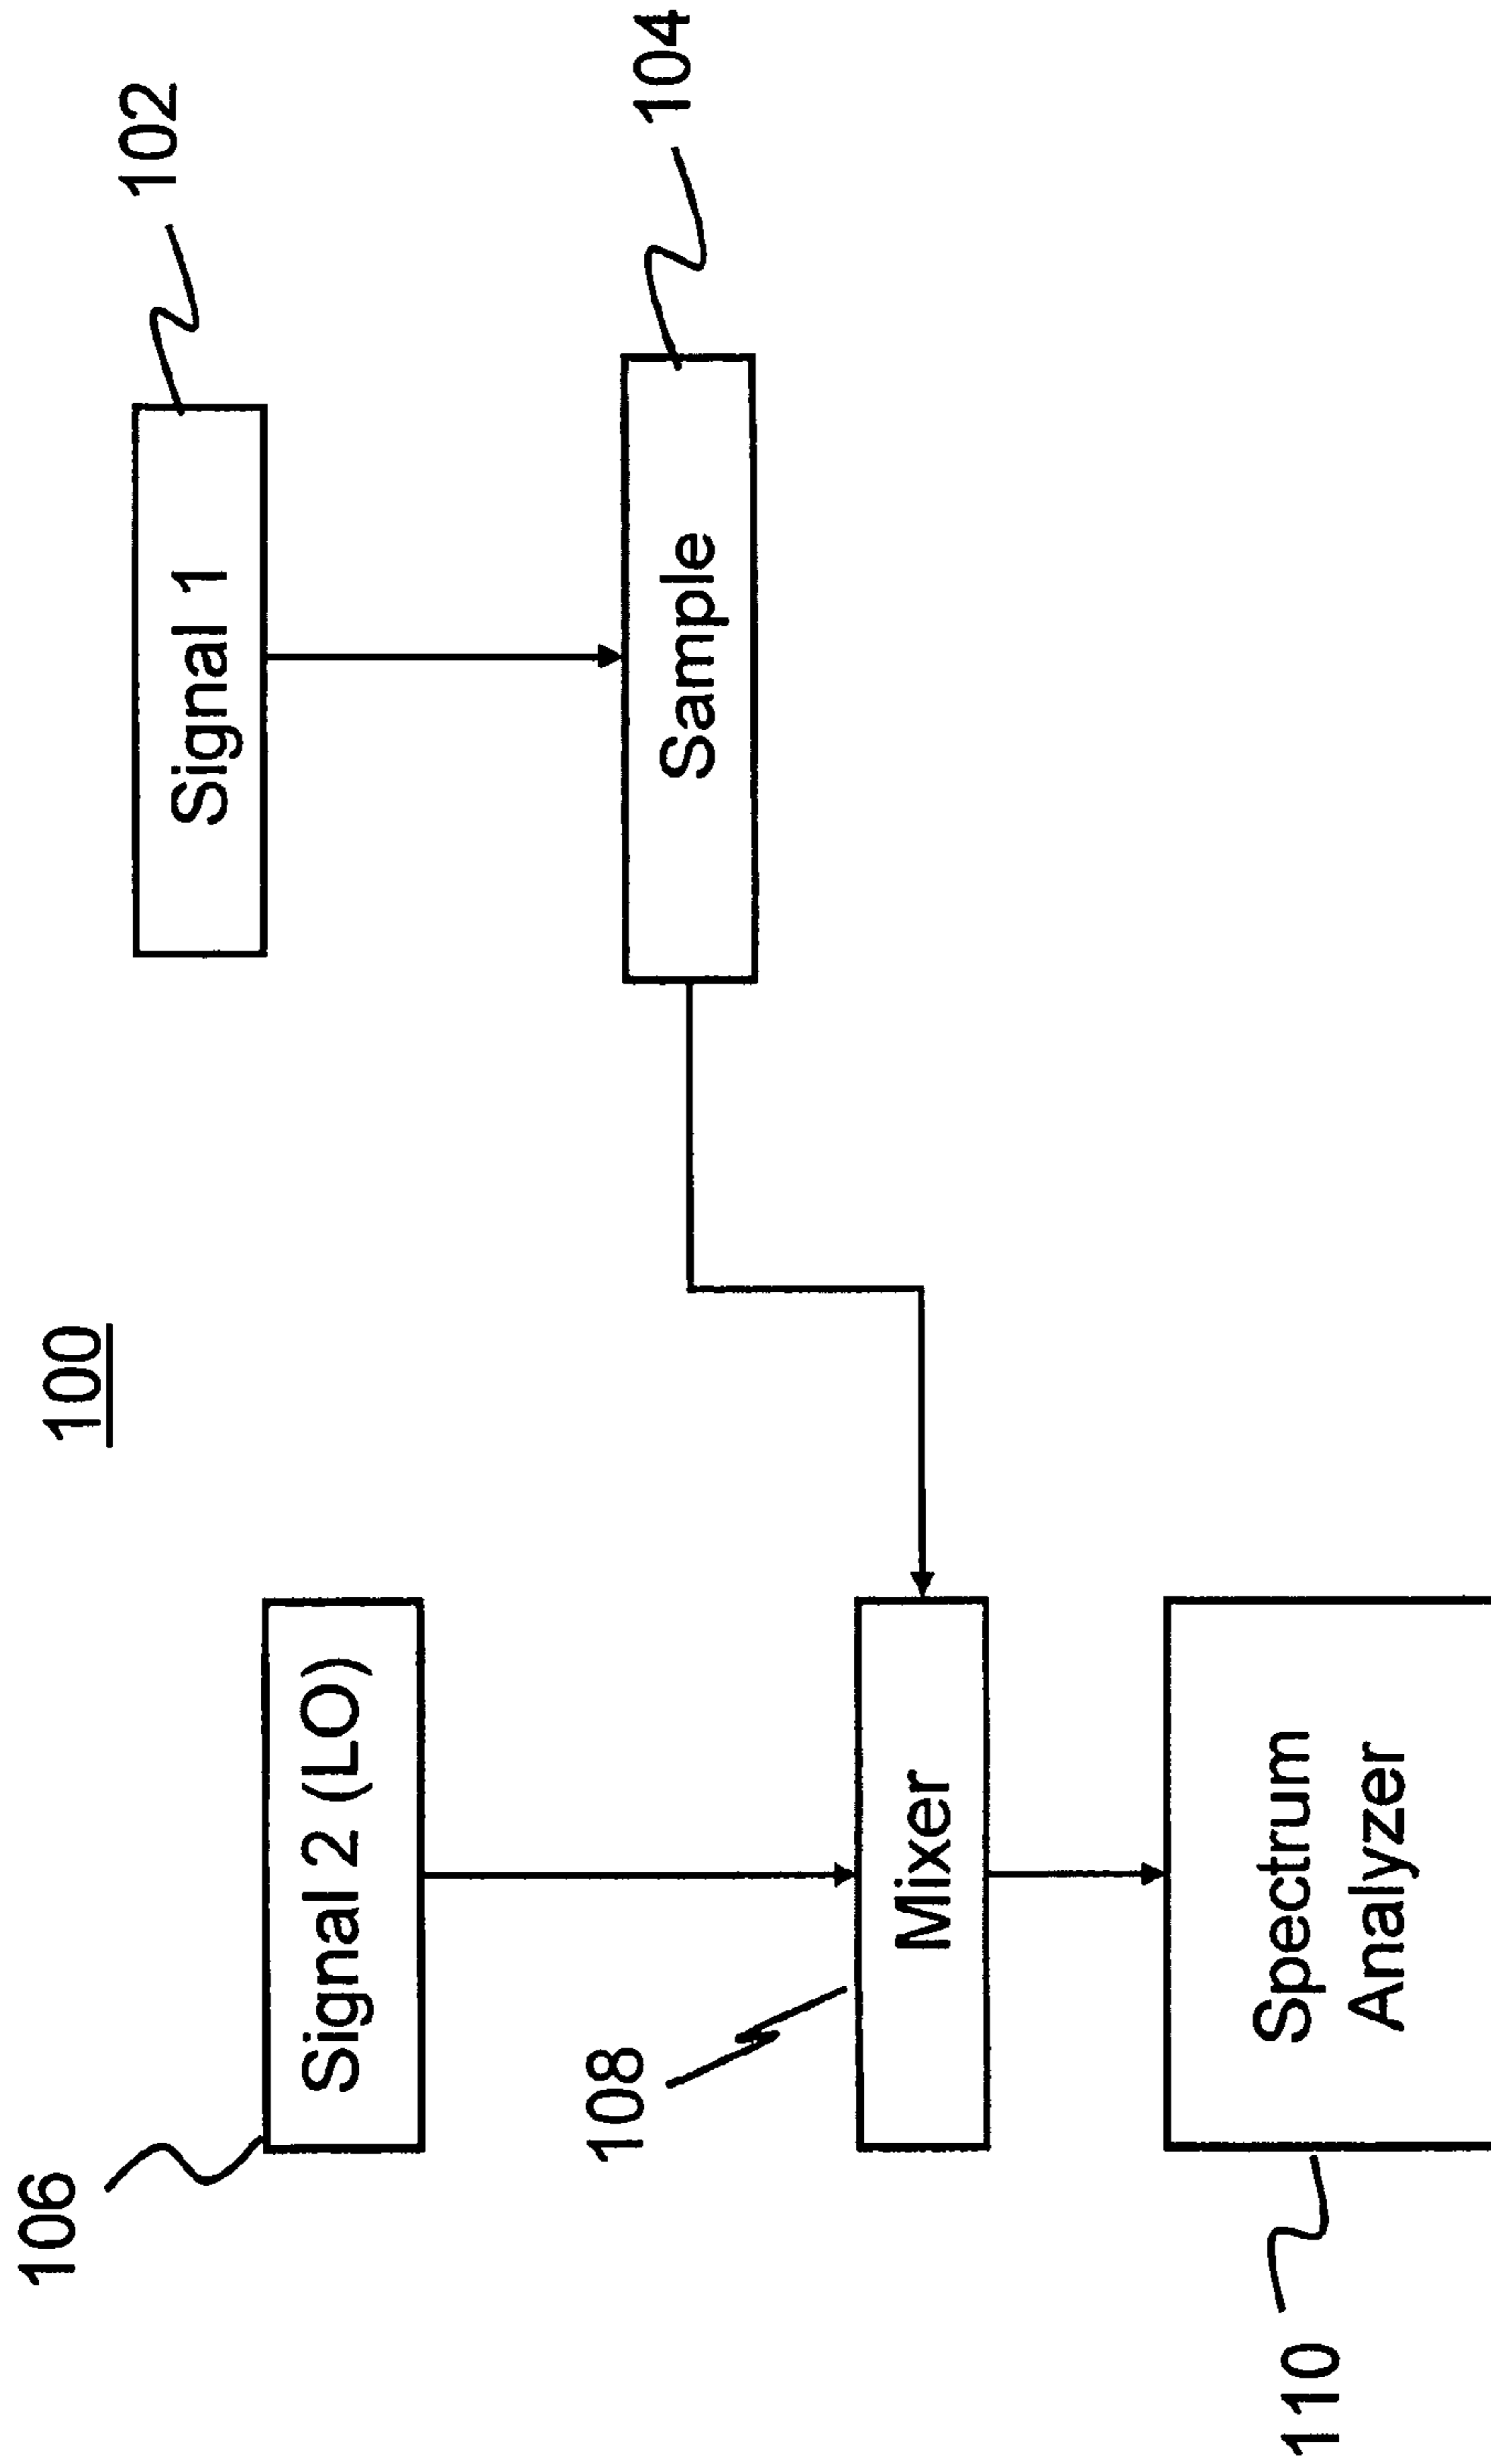 106
100
102
Signal 1
Signal 2 (LO)
108
104
Sample
Mixer
110
Spectrum
Analyzer